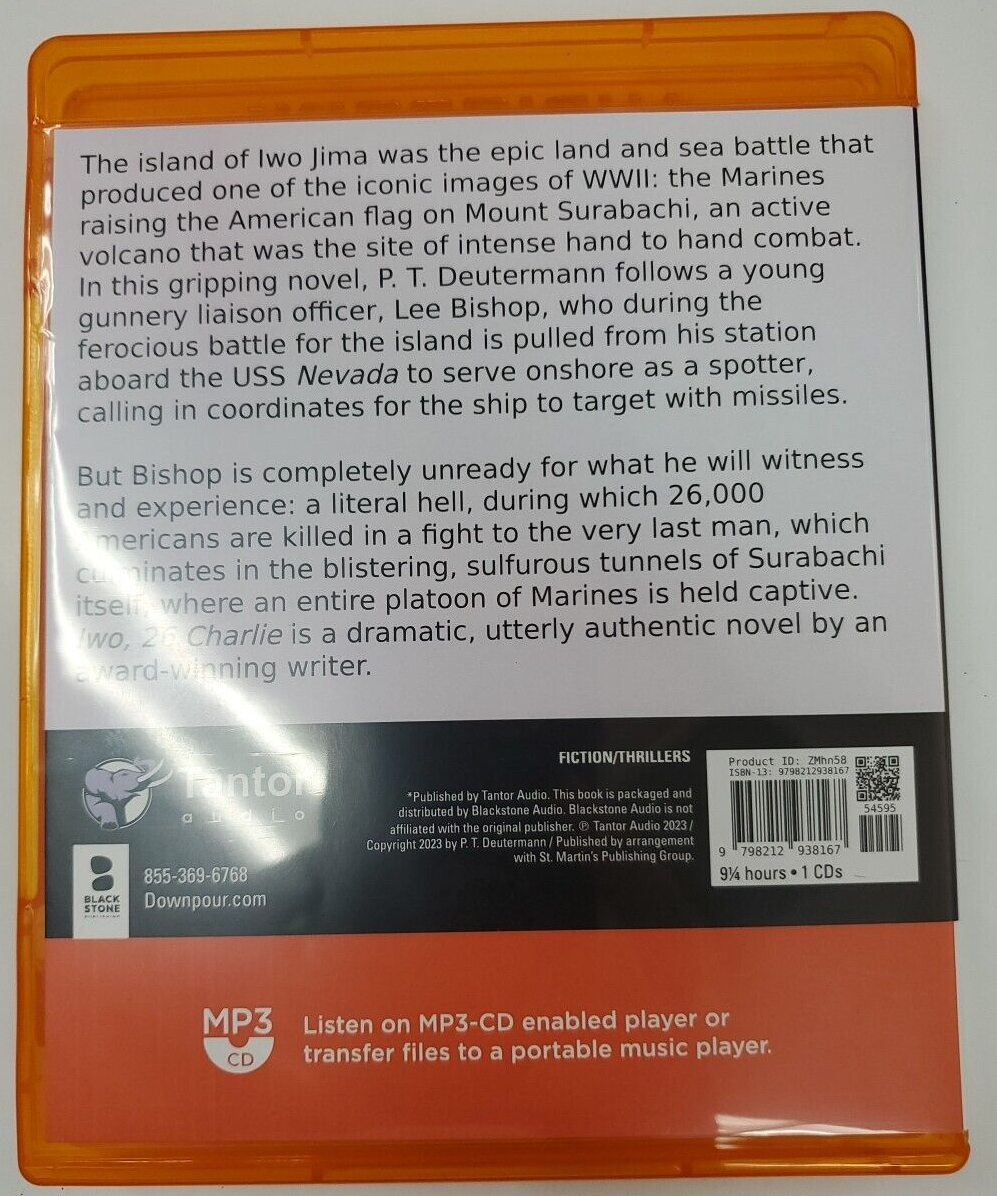 The island of Iwo Jima was the epic land and sea battle that
produced one of the iconic images of WWII: the Marines
raising the American flag on Mount Surabachi, an active
volcano that was the site of intense hand to hand combat.
In this gripping novel, P. T. Deutermann follows a young
gunnery liaison officer, Lee Bishop, who during the
ferocious battle for the island is pulled from his station
aboard the USS Nevada to serve onshore as a spotter,
calling in coordinates for the ship to target with missiles.
But Bishop is completely unready for what he will witness
and experience: a literal hell, during which 26,000
Americans are killed in a fight to the very last man, which
culminates in the blistering, sulfurous tunnels of Surabachi
itself, where an entire platoon of Marines is held captive.
Iwo, 26 Charlie is a dramatic, utterly authentic novel by an
award-winning writer.
Tantor
audio
BLACK
STONE
PUBLISHING
855-369-6768
Downpour.com
FICTION/THRILLERS
*Published by Tantor Audio. This book is packaged and
distributed by Blackstone Audio. Blackstone Audio is not
affiliated with the original publisher. ℗ Tantor Audio 2023 /
Copyright 2023 by P. T. Deutermann / Published by arrangement
with St. Martin's Publishing Group.
Product ID: ZMhn58
ISBN-13: 9798212938167
54595
9 798212 938167
9¼ hours • 1 CDs
MP3
CD
Listen on MP3-CD enabled player or
transfer files to a portable music player.